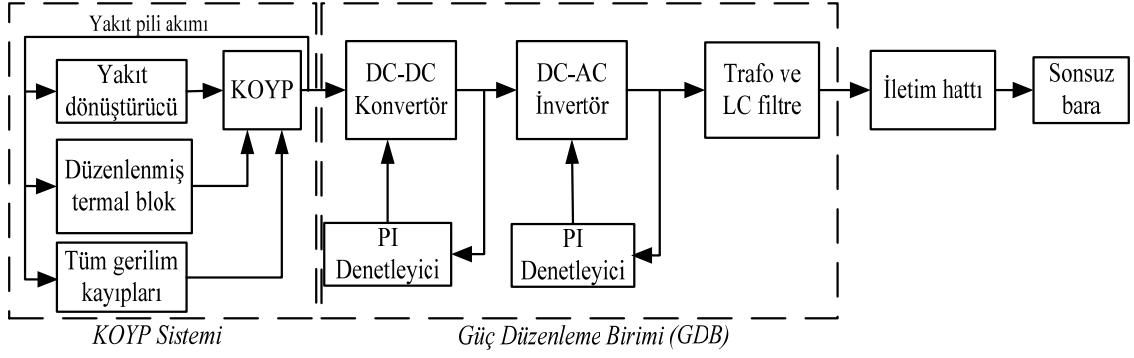 Yakıt pili akımı
Yakıt
dönüştürücü
KOYP
Düzenlenmiş
termal blok
Tüm gerilim
kayıpları
KOYP Sistemi
DC-DC
Konvertör
PI
Denetleyici
DC-AC
İnvertör
PI
Denetleyici
Trafo ve
LC filtre
Güç Düzenleme Birimi (GDB)
İletim hattı
Sonsuz
bara